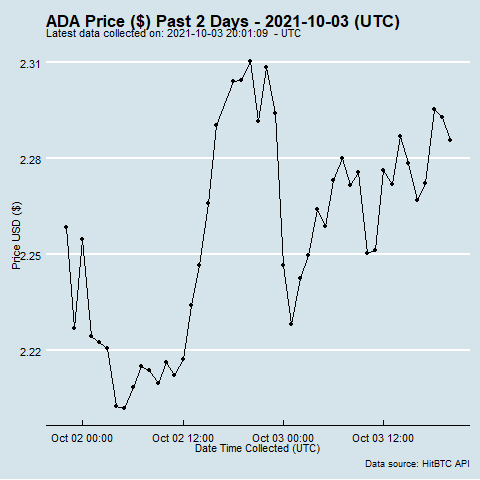 ADA Price ($) Past 2 Days - 2021-10-03 (UTC)
Latest data collected on: 2021-10-03 20:01:09 - UTC
2.31
2.28
2.25
2.22
Price USD ($)
Oct 02 00:00 Oct 02 12:00 Oct 03 00:00 Oct 03 12:00
Date Time Collected (UTC)
Data source: HitBTC API